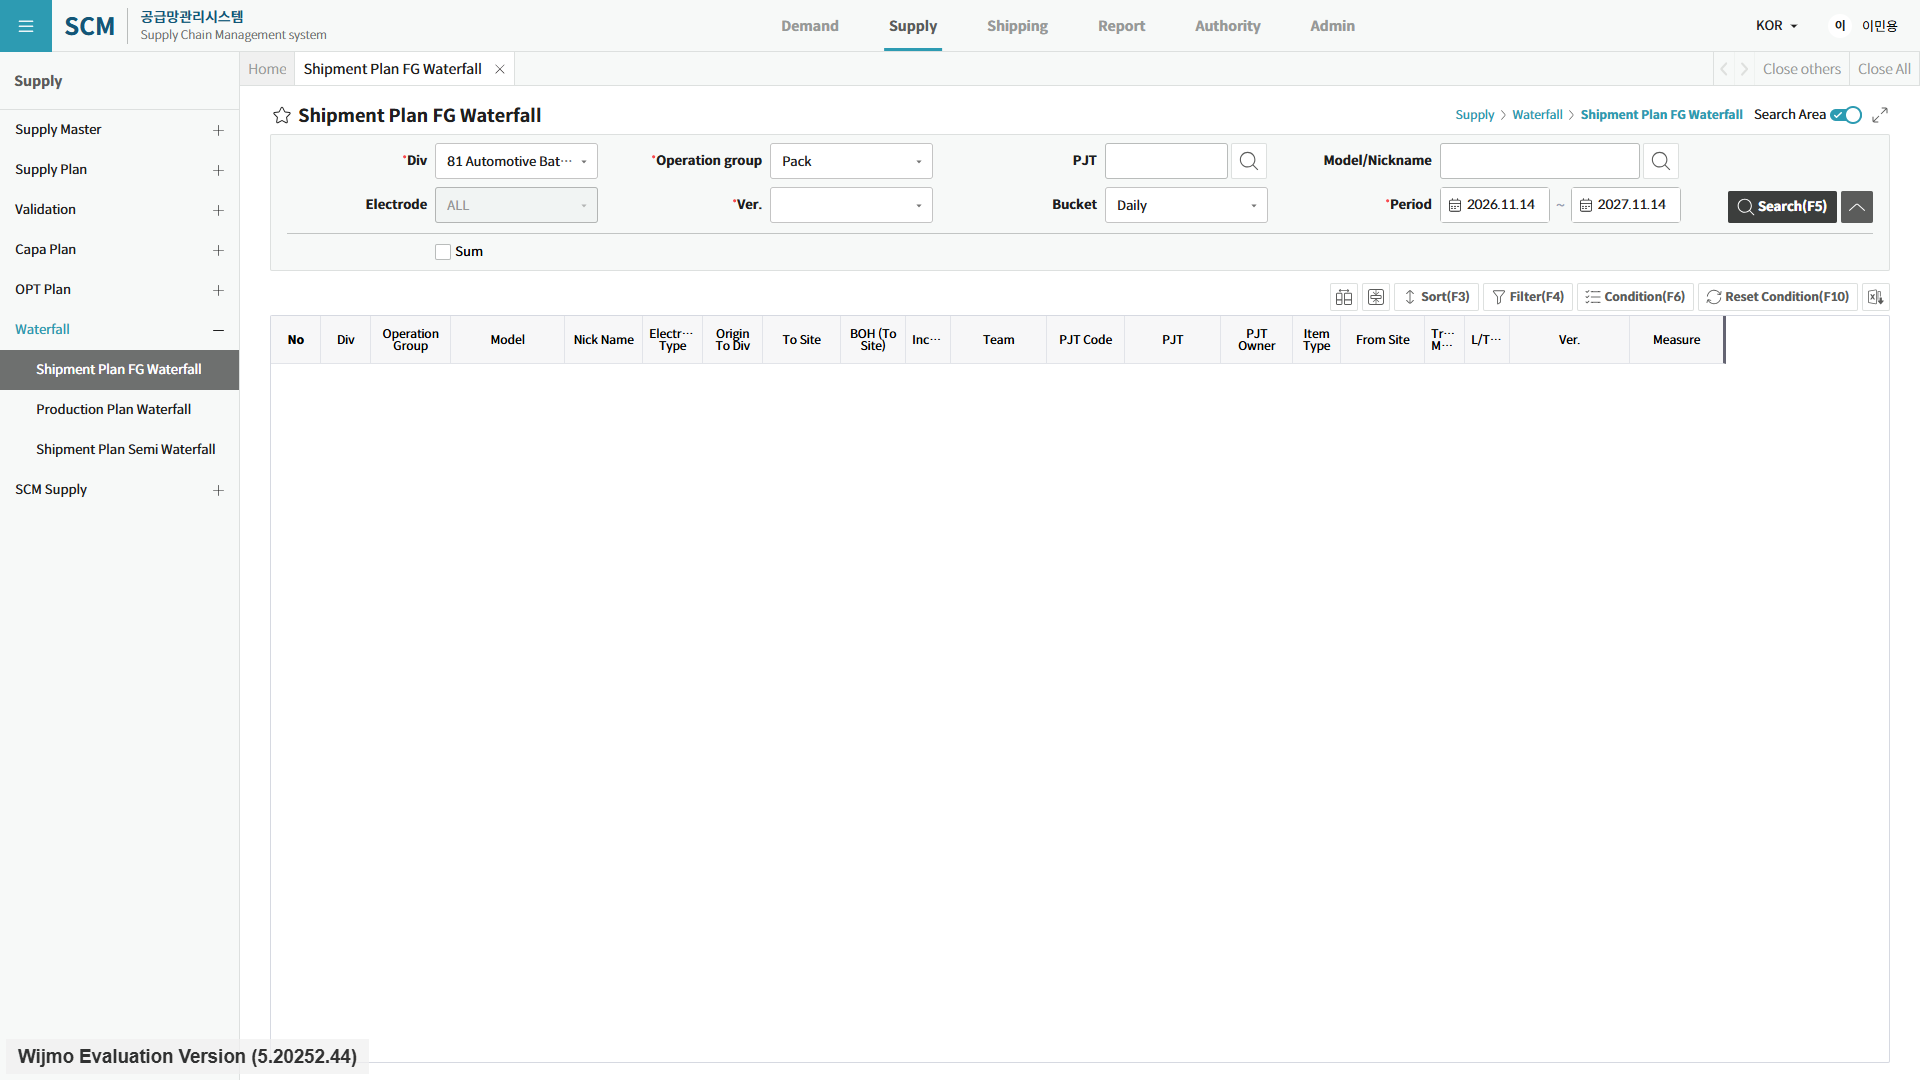 SCM
공급망관리시스템
Supply Chain Management system
Demand
Supply
Shipping
Report
Authority
Admin
KOR
이
이민용
Supply
Home
Shipment Plan FG Waterfall
Close others
Close All
Supply Master
Supply Plan
Validation
Capa Plan
OPT Plan
Waterfall
Shipment Plan FG Waterfall
Production Plan Waterfall
Shipment Plan Semi Waterfall
SCM Supply
Shipment Plan FG Waterfall
Supply > Waterfall > Shipment Plan FG Waterfall
Search Area
*Div
81 Automotive Bat···
*Operation group
Pack
PJT
Model/Nickname
Electrode
ALL
*Ver.
Bucket
Daily
*Period
2026.11.14 ~ 2027.11.14
Search(F5)
Sum
Sort(F3)
Filter(F4)
Condition(F6)
Reset Condition(F10)
No
Div
Operation
Group
Model
Nick Name
Electr···
Type
Origin
To Div
To Site
BOH (To
Site)
Inc···
Team
PJT Code
PJT
PJT
Owner
Item
Type
From Site
Tr···
M···
L/T···
Ver.
Measure
Wijmo Evaluation Version (5.20252.44)